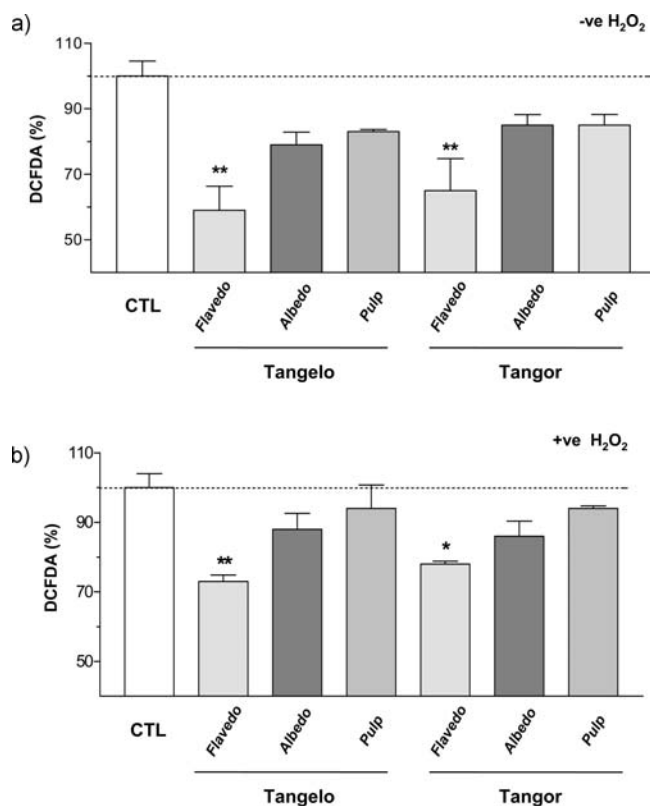 a)
-ve H₂O₂
110
90
70
50
DCFDA (%)
** **
CTL
Flavedo Albedo Pulp Flavedo Albedo Pulp
Tangelo Tangor
b)
+ve H₂O₂
110
90
70
50
DCFDA (%)
** *
CTL
Flavedo Albedo Pulp Flavedo Albedo Pulp
Tangelo Tangor